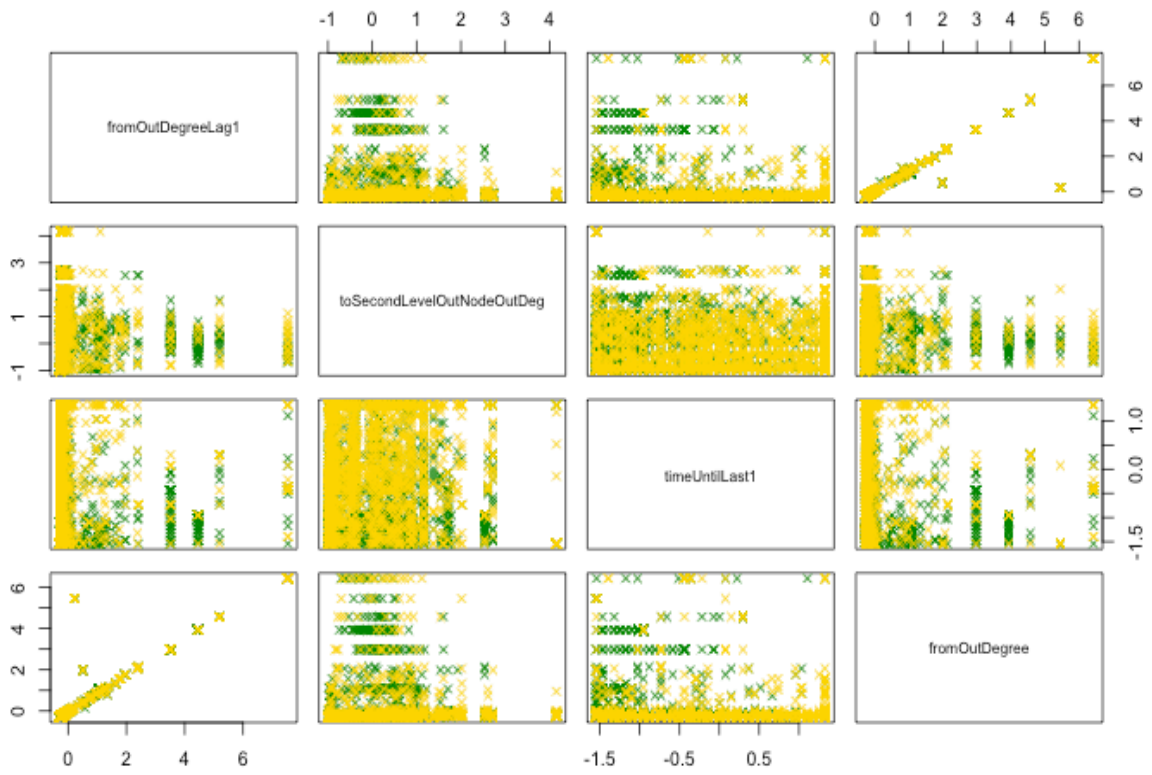 -1 0 1 2 3 4
0 1 2 3 4 5 6
fromOutDegreeLag1
0 2 4 6
-1 1 3
toSecondLevelOutNodeOutDeg
timeUntilLast1
-1.5 0.0 1.0
0 2 4 6
fromOutDegree
0 2 4 6
-1.5 -0.5 0.5